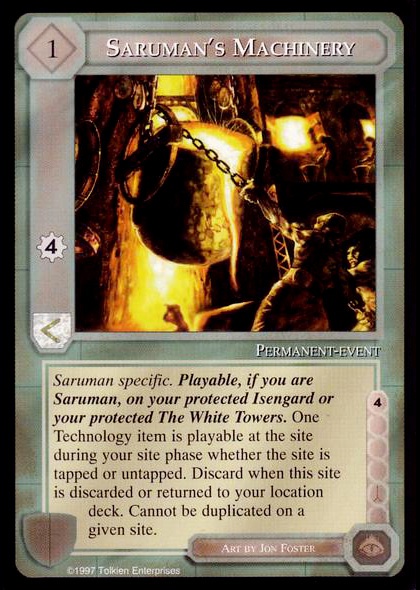 1
SARUMAN'S MACHINERY
4
PERMANENT-EVENT
Saruman specific. Playable, if you are
Saruman, on your protected Isengard or
your protected The White Towers. One
Technology item is playable at the site
during your site phase whether the site is
tapped or untapped. Discard when this site
is discarded or returned to your location
deck. Cannot be duplicated on a
given site.
4
ART BY JON FOSTER
©1997 Tolkien Enterprises